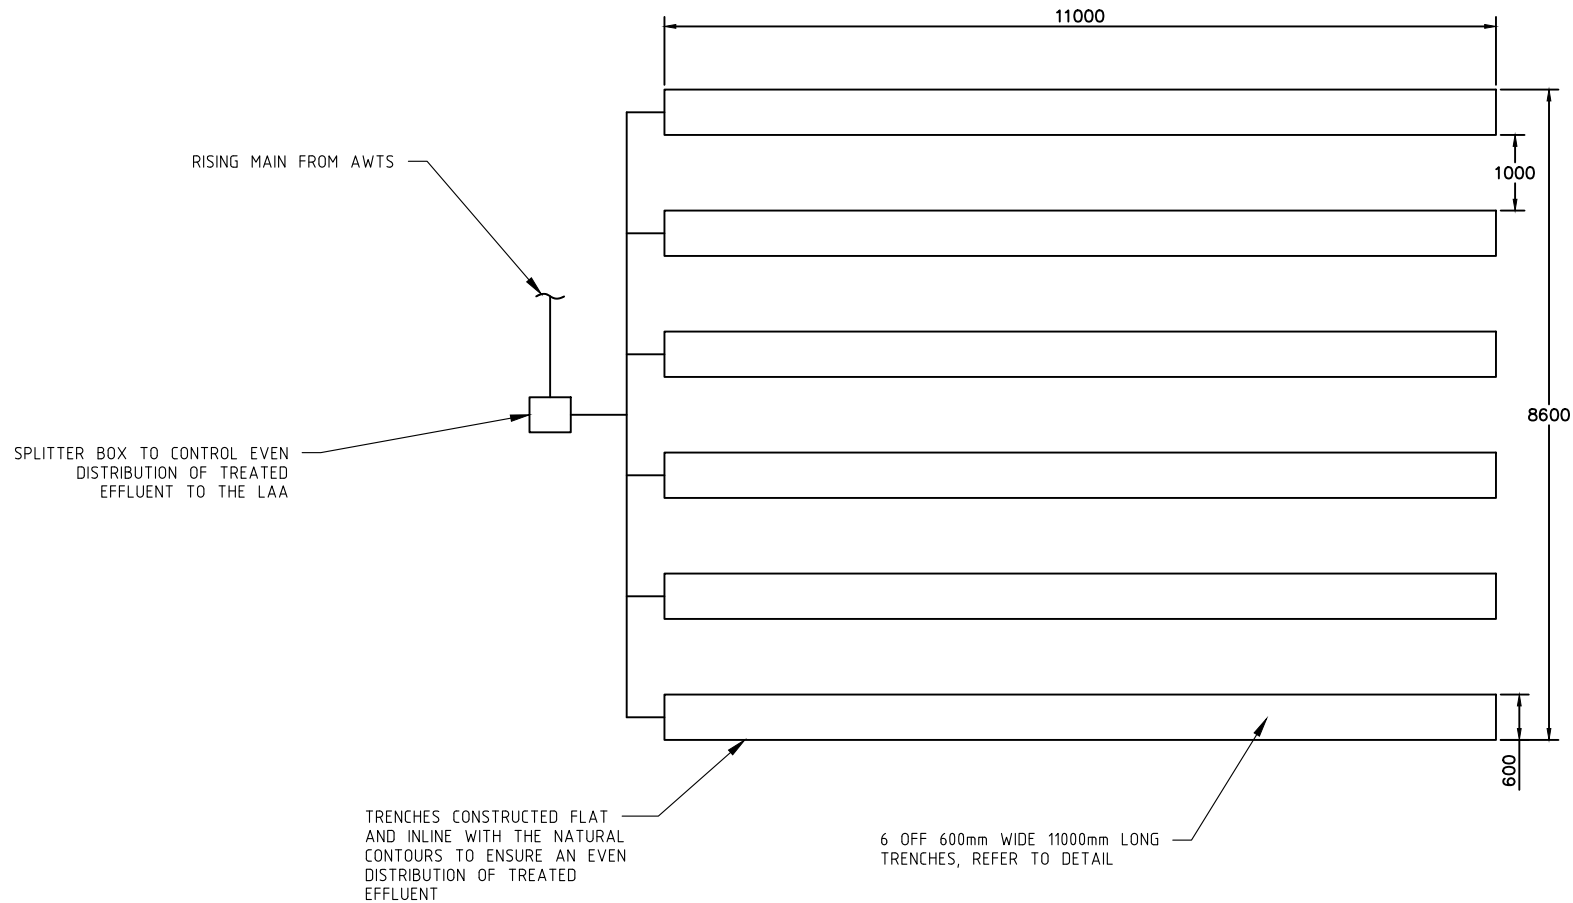 11000
RISING MAIN FROM AWTS
1000
8600
SPLITTER BOX TO CONTROL EVEN
DISTRIBUTION OF TREATED
EFFLUENT TO THE LAA
600
TRENCHES CONSTRUCTED FLAT
AND INLINE WITH THE NATURAL
CONTOURS TO ENSURE AN EVEN
DISTRIBUTION OF TREATED
EFFLUENT
6 OFF 600mm WIDE 11000mm LONG
TRENCHES, REFER TO DETAIL